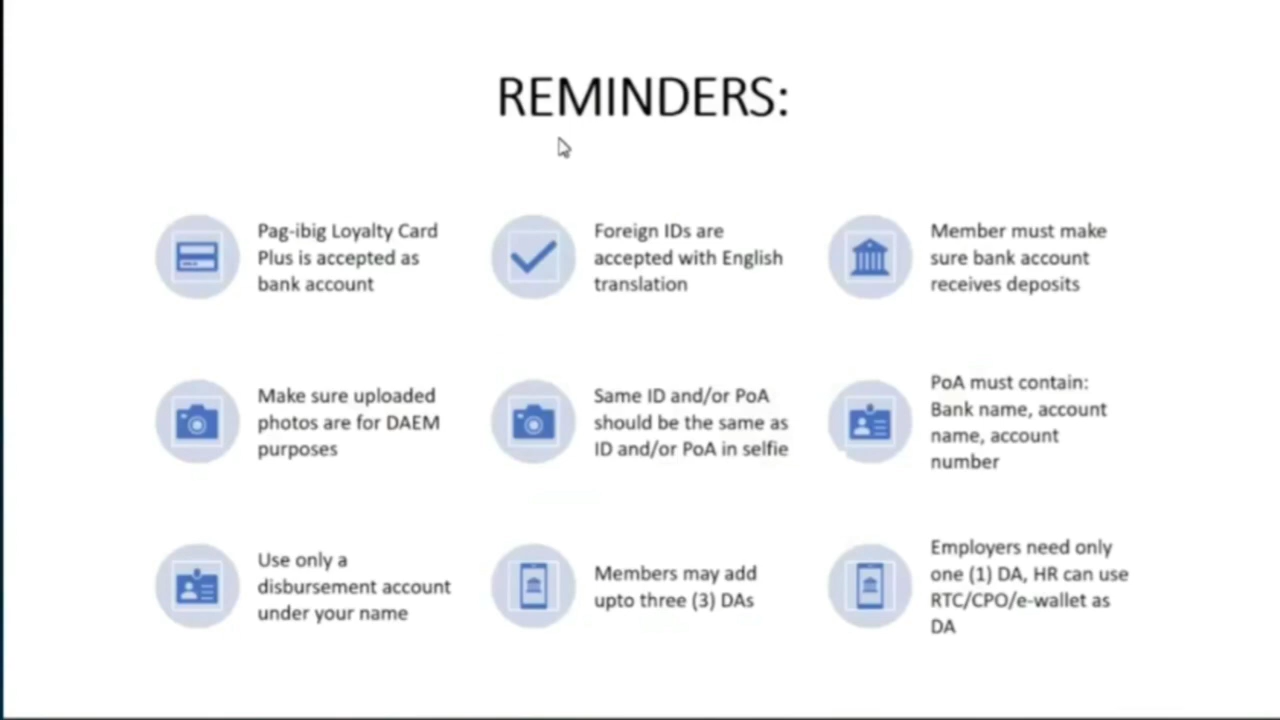 REMINDERS:
Pag-ibig Loyalty Card
Plus is accepted as
bank account
Foreign IDs are
accepted with English
translation
Member must make
sure bank account
receives deposits
Make sure uploaded
photos are for DAEM
purposes
Same ID and/or PoA
should be the same as
ID and/or PoA in selfie
PoA must contain:
Bank name, account
name, account
number
Use only a
disbursement account
under your name
Members may add
upto three (3) DAs
Employers need only
one (1) DA, HR can use
RTC/CPO/e-wallet as
DA